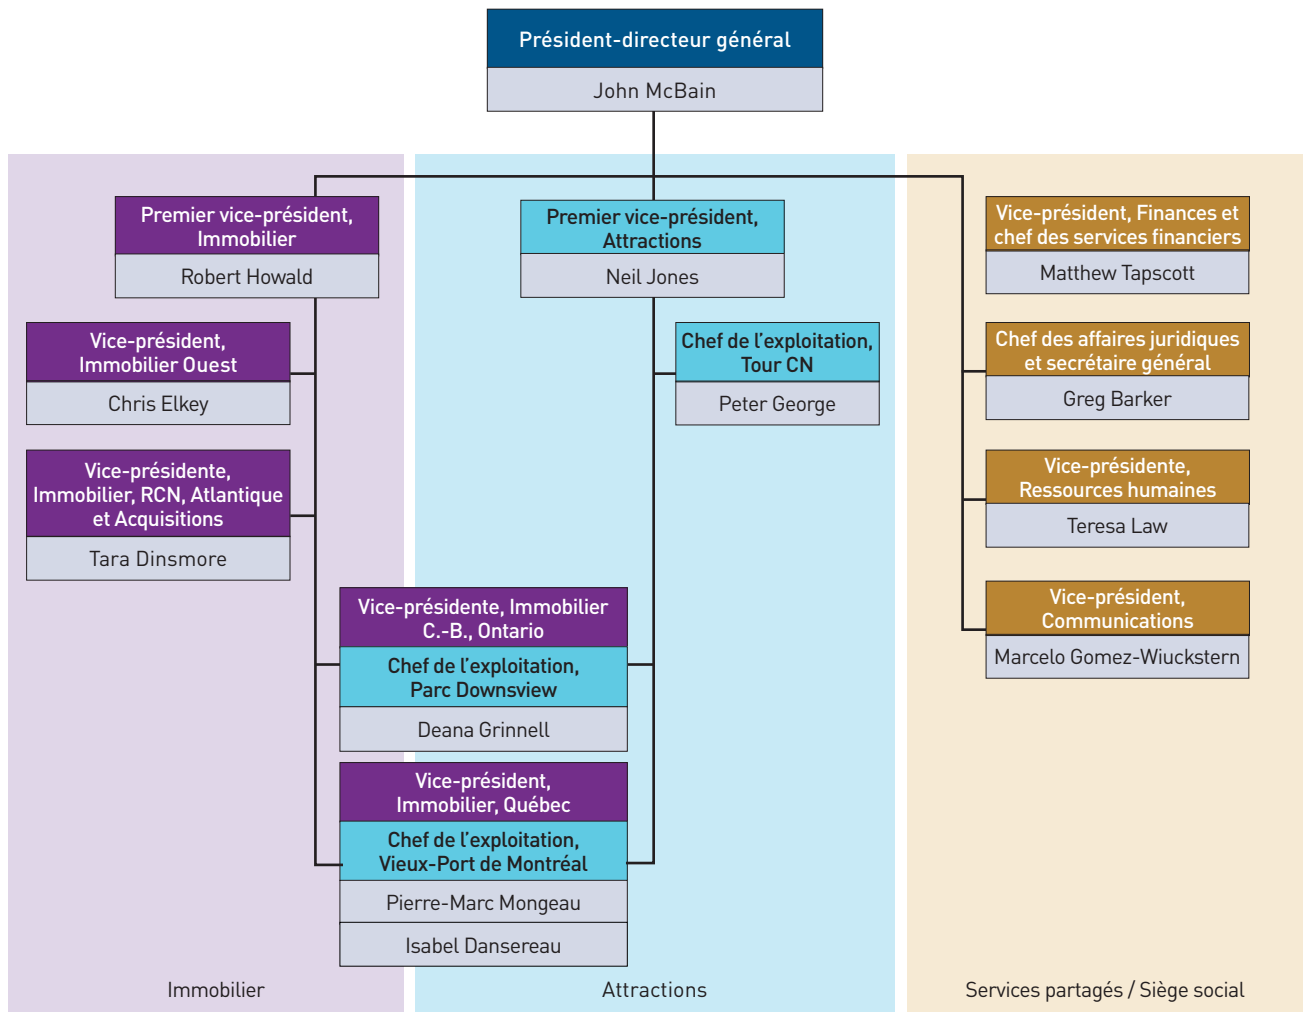 Président-directeur général
John McBain
Premier vice-président,
Immobilier
Robert Howald
Vice-président,
Immobilier Ouest
Chris Elkey
Vice-présidente,
Immobilier, RCN, Atlantique
et Acquisitions
Tara Dinsmore
Premier vice-président,
Attractions
Neil Jones
Chef de l'exploitation,
Tour CN
Peter George
Vice-présidente, Immobilier
C.-B., Ontario
Chef de l'exploitation,
Parc Downsview
Deana Grinnell
Vice-président,
Immobilier, Québec
Chef de l'exploitation,
Vieux-Port de Montréal
Pierre-Marc Mongeau
Isabel Dansereau
Vice-président, Finances et
chef des services financiers
Matthew Tapscott
Chef des affaires juridiques
et secrétaire général
Greg Barker
Vice-présidente,
Ressources humaines
Teresa Law
Vice-président,
Communications
Marcelo Gomez-Wiuckstern
Immobilier
Attractions
Services partagés / Siège social